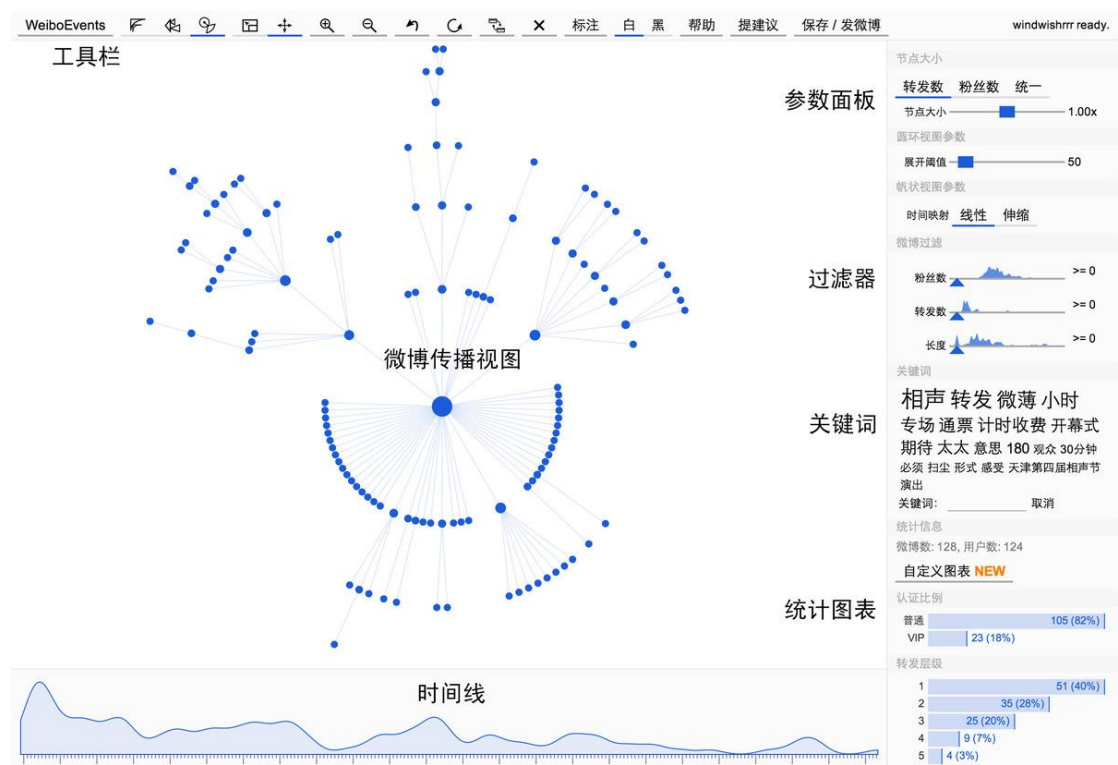 WeiboEvents 标注 白 黑 帮助 提建议 保存 / 发微博 windwishrrr ready.
工具栏
参数面板
过滤器
微博传播视图
关键词
统计图表
时间线
节点大小
转发数 粉丝数 统一
节点大小 1.00x
圆环视图参数
展开阈值 50
帆状视图参数
时间映射 线性 伸缩
微博过滤
粉丝数 >= 0
转发数 >= 0
长度 >= 0
关键词
相声 转发 微薄 小时
专场 通票 计时收费 开幕式
期待 太太 意思 180 观众 30分钟
必须 扫尘 形式 感受 天津第四届相声节
演出
关键词: 取消
统计信息
微博数: 128, 用户数: 124
自定义图表 NEW
认证比例
普通 105 (82%)
VIP 23 (18%)
转发层级
1 51 (40%)
2 35 (28%)
3 25 (20%)
4 9 (7%)
5 4 (3%)